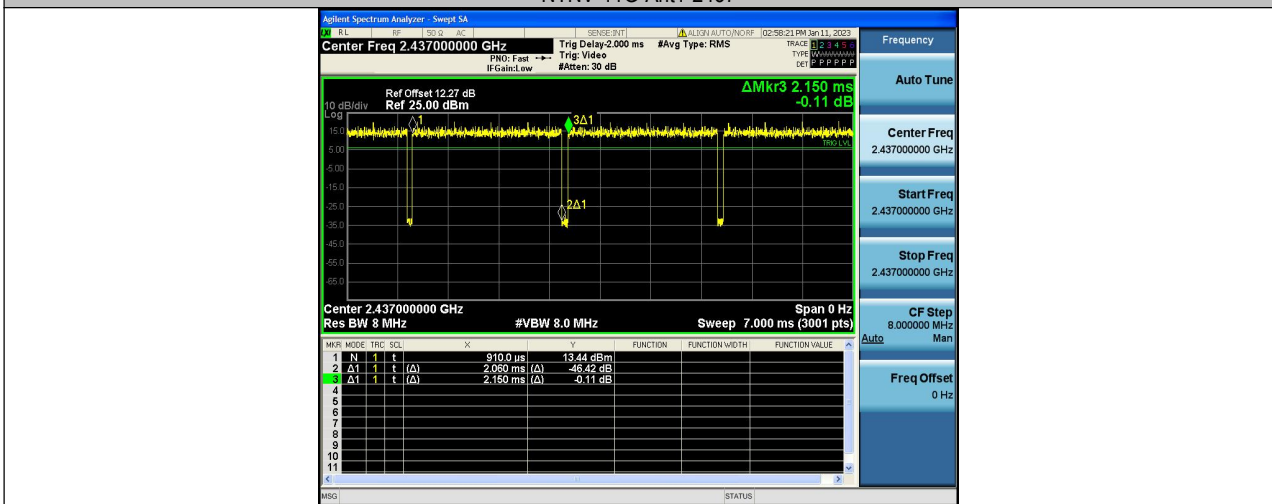 Agilent Spectrum Analyzer - Swept SA
RL RF 50 Ω AC SENSE:INT ALIGN AUTO/NORF 02:58:21 PM Jan 11, 2023
Center Freq 2.437000000 GHz
PNO: Fast
IFGain:Low
Trig Delay-2.000 ms
Trig: Video
#Atten: 30 dB
#Avg Type: RMS
TRACE 1 2 3 4 5 6
TYPE
DET P P P P P P
ΔMkr3 2.150 ms
-0.11 dB
Ref Offset 12.27 dB
10 dB/div Ref 25.00 dBm
Log
15.0
5.00
-5.00
-15.0
-25.0
-35.0
-45.0
-55.0
-65.0
1
3Δ1
TRIG LVL
2Δ1
Center 2.437000000 GHz Span 0 Hz
Res BW 8 MHz #VBW 8.0 MHz Sweep 7.000 ms (3001 pts)
MKR MODE TRC SCL X Y FUNCTION FUNCTION WIDTH FUNCTION VALUE
1 N 1 t 910.0 µs 13.44 dBm
2 Δ1 1 t (Δ) 2.060 ms (Δ) -46.42 dB
3 Δ1 1 t (Δ) 2.150 ms (Δ) -0.11 dB
4
5
6
7
8
9
10
11
MSG STATUS
Frequency
Auto Tune
Center Freq
2.437000000 GHz
Start Freq
2.437000000 GHz
Stop Freq
2.437000000 GHz
CF Step
8.000000 MHz
Auto Man
Freq Offset
0 Hz